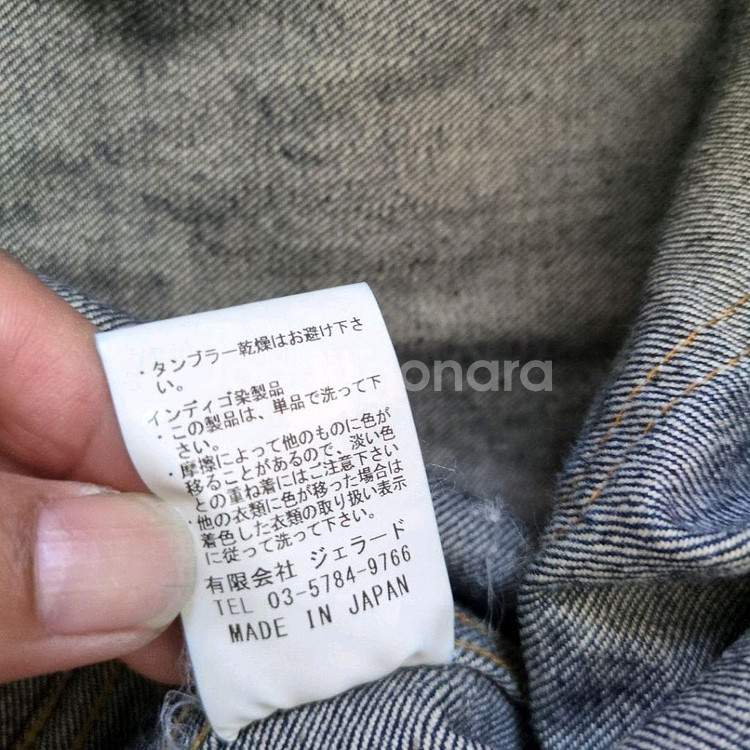 ・タンブラー乾燥はお避け下さ
い。
インディゴ染製品
・この製品は、単品で洗って下
さい。
・摩擦によって他のものに色が
移ることがあるので、淡い色
との重ね着にはご注意下さい
・他の衣類に色が移った場合は
着色した衣類の取り扱い表示
に従って洗って下さい。
有限会社 ジェラード
TEL 03-5784-9766
MADE IN JAPAN
onara